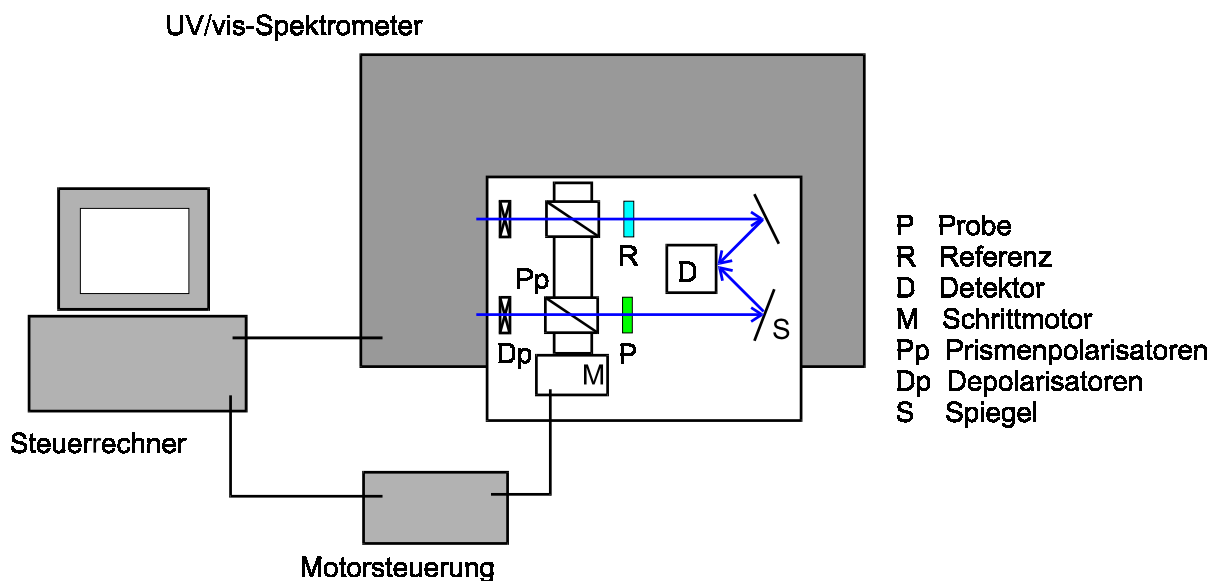 UV/vis-Spektrometer
R
D
Pp
Dp
P
S
M
P Probe
R Referenz
D Detektor
M Schrittmotor
Pp Prismenpolarisatoren
Dp Depolarisatoren
S Spiegel
Steuerrechner
Motorsteuerung